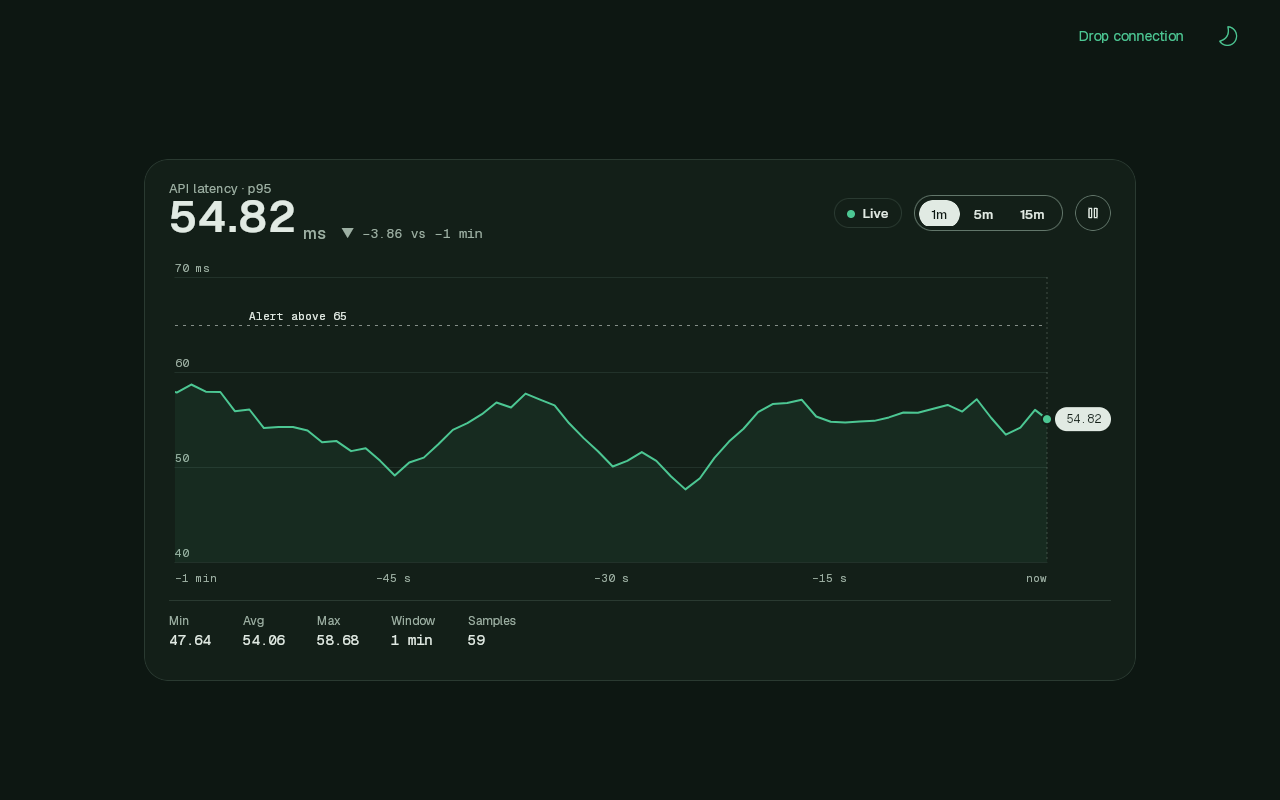 Drop connection
API latency · p95
54.82 ms ▼ −3.86 vs −1 min
Live
1m 5m 15m
70 ms
Alert above 65
60
54.82
50
40
−1 min −45 s −30 s −15 s now
Min Avg Max Window Samples
47.64 54.06 58.68 1 min 59